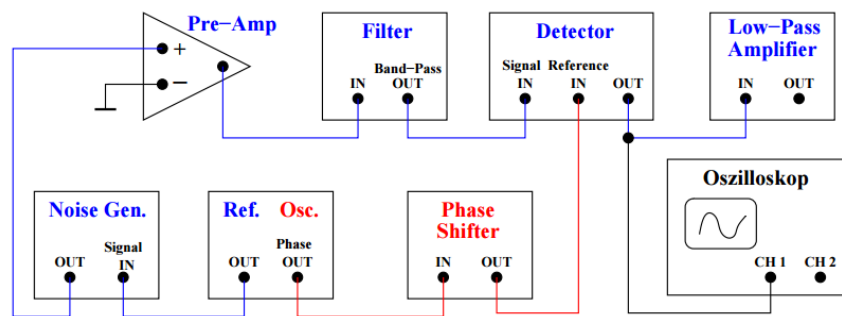 Pre−Amp
+
−
Filter
Band−Pass
IN OUT
Detector
Signal Reference
IN IN OUT
Low−Pass
Amplifier
IN OUT
Noise Gen.
Signal
OUT IN
Ref. Osc.
Phase
OUT OUT
Phase
Shifter
IN OUT
Oszilloskop
CH 1 CH 2